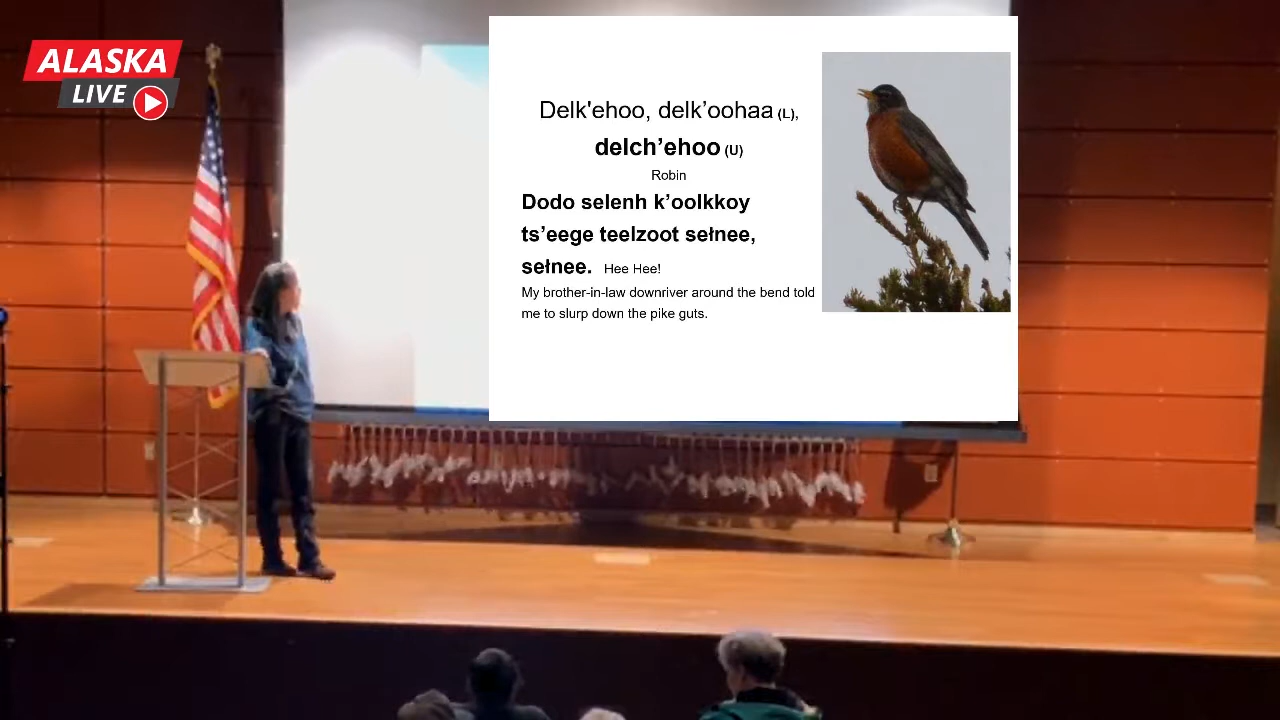 ALASKA
LIVE
Delk'ehoo, delk’oohaa (L),
delch’ehoo (U)
Robin
Dodo selenh k’oolkkoy
ts’eege teelzoot sełnee,
sełnee. Hee Hee!
My brother-in-law downriver around the bend told
me to slurp down the pike guts.